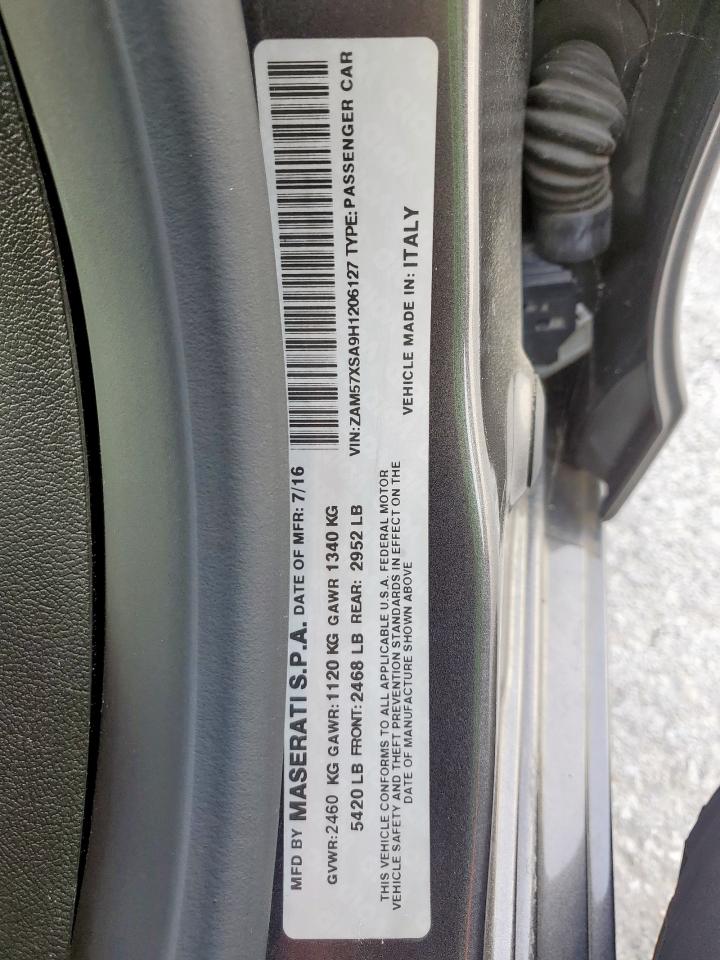 MFD BY MASERATI S.P.A. DATE OF MFR: 7/16
GVWR: 2460 KG GAWR: 1120 KG GAWR 1340 KG
5420 LB FRONT: 2468 LB REAR: 2952 LB
VIN: ZAM57XSA9H1206127 TYPE: PASSENGER CAR
THIS VEHICLE CONFORMS TO ALL APPLICABLE U.S.A. FEDERAL MOTOR
VEHICLE SAFETY AND THEFT PREVENTION STANDARDS IN EFFECT ON THE
DATE OF MANUFACTURE SHOWN ABOVE
VEHICLE MADE IN: ITALY